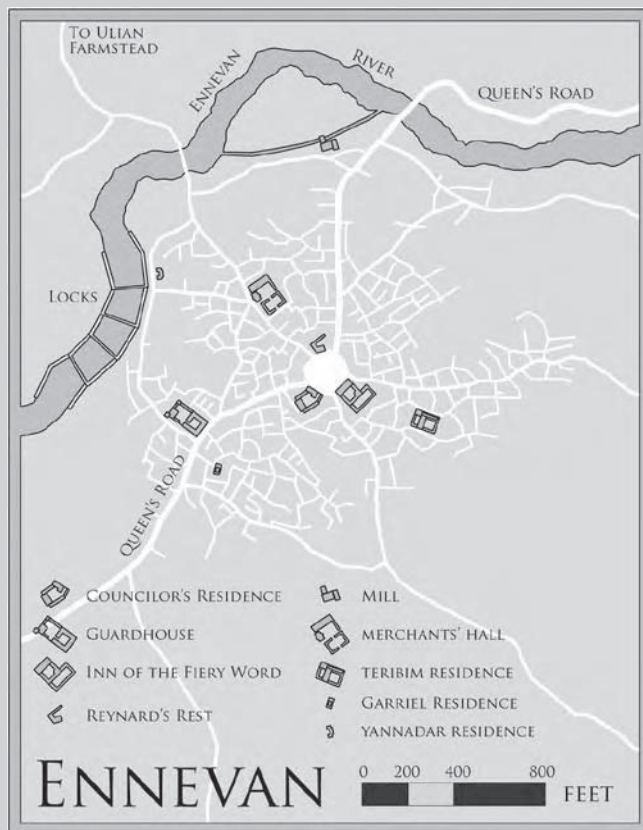 To Ulian
Farmstead
Ennevan
River
Queen's Road
Locks
Queen's Road
Councilor's Residence
Guardhouse
Inn of the Fiery Word
Reynard's Rest
Mill
merchants' hall
teribim residence
Garriel Residence
yannadar residence
Ennevan
0 200 400 800
feet